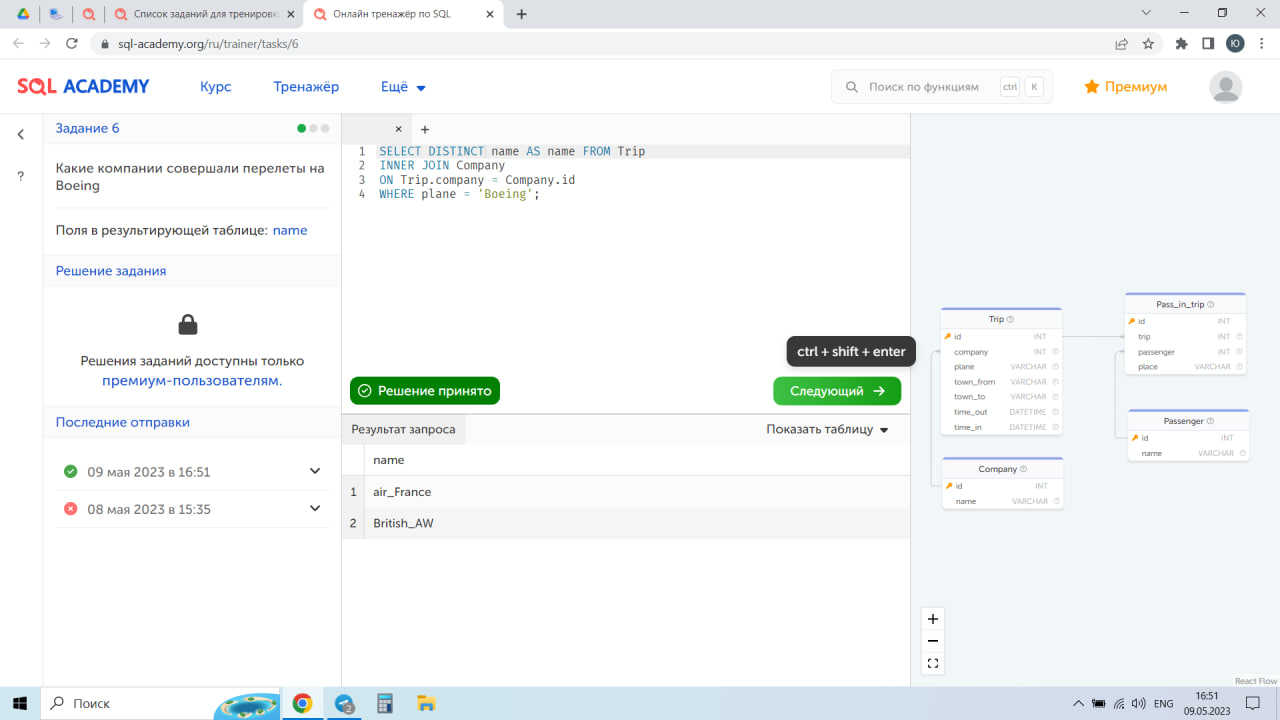 Список заданий для тренировк
Онлайн тренажёр по SQL
sql-academy.org/ru/trainer/tasks/6
Ю
SQL ACADEMY
Курс
Тренажёр
Ещё
Поиск по функциям
ctrl
K
Премиум
Задание 6
Какие компании совершали перелеты на
Boeing
Поля в результирующей таблице: name
Решение задания
Решения заданий доступны только
премиум-пользователям.
Последние отправки
09 мая 2023 в 16:51
08 мая 2023 в 15:35
1 SELECT DISTINCT name AS name FROM Trip
2 INNER JOIN Company
3 ON Trip.company = Company.id
4 WHERE plane = 'Boeing';
ctrl + shift + enter
Решение принято
Следующий
Результат запроса
Показать таблицу
name
1 air_France
2 British_AW
Trip
id INT
company INT
plane VARCHAR
town_from VARCHAR
town_to VARCHAR
time_out DATETIME
time_in DATETIME
Company
id INT
name VARCHAR
Pass_in_trip
id INT
trip INT
passenger INT
place VARCHAR
Passenger
id INT
name VARCHAR
React Flow
Поиск
2
ENG
16:51
09.05.2023